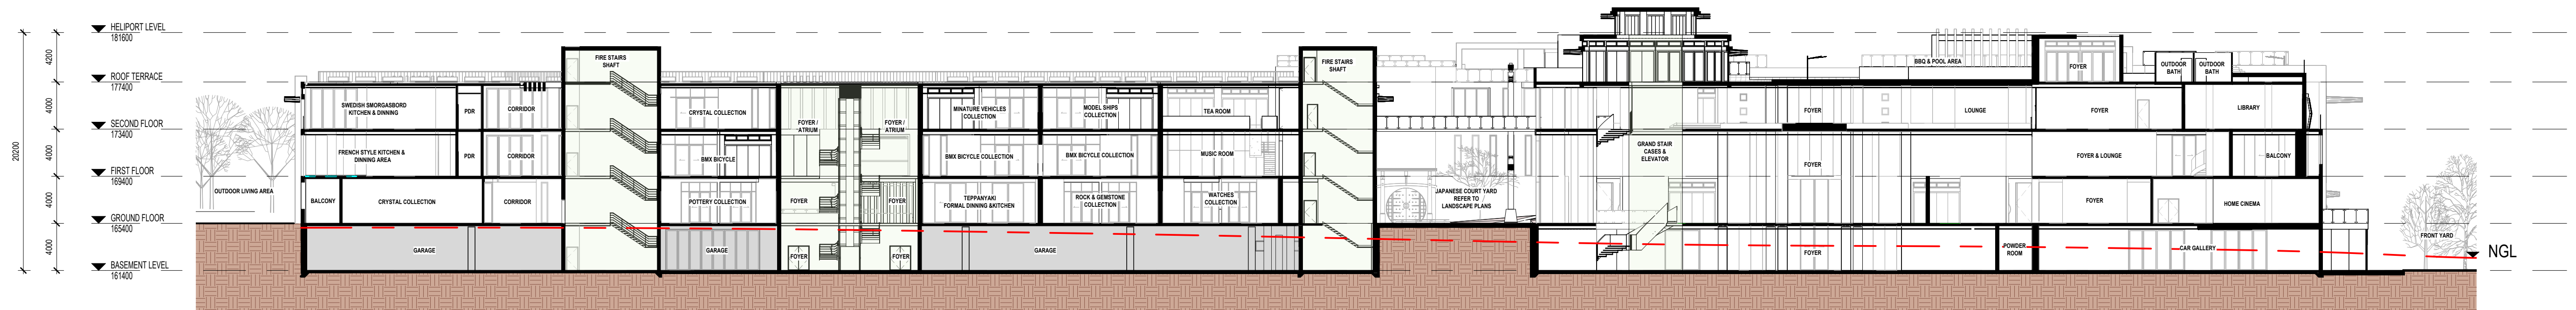 HELIPORT LEVEL
181600
4200
FIRE STAIRS
SHAFT
FIRE STAIRS
SHAFT
BBQ & POOL AREA
FOYER
OUTDOOR
BATH
OUTDOOR
BATH
ROOF TERRACE
177400
20200
4000
SWEDISH SMORGASBORD
KITCHEN & DINING
PDR
CORRIDOR
CRYSTAL COLLECTION
FOYER /
ATRIUM
FOYER /
ATRIUM
MINATURE VEHICLES
COLLECTION
MODEL SHIPS
COLLECTION
TEA ROOM
FOYER
LOUNGE
FOYER
LIBRARY
SECOND FLOOR
173400
4000
FRENCH STYLE KITCHEN &
DINNING AREA
PDR
CORRIDOR
BMX BICYCLE
BMX BICYCLE COLLECTION
BMX BICYCLE COLLECTION
MUSIC ROOM
GRAND STAIR
CASES &
ELEVATOR
FOYER
FOYER & LOUNGE
BALCONY
FIRST FLOOR
169400
4000
OUTDOOR LIVING AREA
BALCONY
CRYSTAL COLLECTION
CORRIDOR
POTTERY COLLECTION
FOYER
FOYER
TEPPANYAKI
FORMAL DINNING &KITCHEN
ROCK & GEMSTONE
COLLECTION
WATCHES
COLLECTION
JAPANESE COURT YARD
REFER TO
LANDSCAPE PLANS
FOYER
HOME CINEMA
GROUND FLOOR
165400
4000
GARAGE
GARAGE
FOYER
FOYER
GARAGE
FOYER
POWDER
ROOM
CAR GALLERY
FRONT YARD
NGL
BASEMENT LEVEL
161400